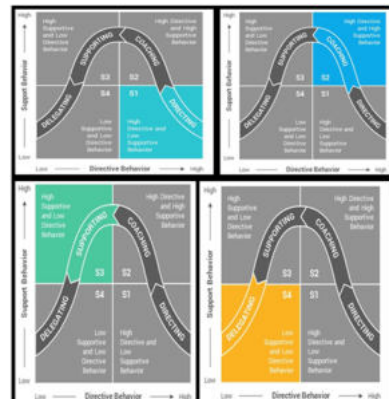 High
Supportive
and Low
Directive
Behavior
High Directive
and High
Supportive
Behavior
SUPPORTING
COACHING
S3
S2
S4
S1
DELEGATING
DIRECTING
Low
Supportive
and Low
Directive
Behavior
High
Directive and
Low
Supportive
Behavior
High
Support Behavior
Low
Low
Directive Behavior
High
High
Supportive
and Low
Directive
Behavior
High Directive
and High
Supportive
Behavior
SUPPORTING
COACHING
S3
S2
S4
S1
DELEGATING
DIRECTING
Low
Supportive
and Low
Directive
Behavior
High
Directive and
Low
Supportive
Behavior
High
Support Behavior
Low
Low
Directive Behavior
High
High
Supportive
and Low
Directive
Behavior
High Directive
and High
Supportive
Behavior
SUPPORTING
COACHING
S3
S2
S4
S1
DELEGATING
DIRECTING
Low
Supportive
and Low
Directive
Behavior
High
Directive and Low
Supportive
Behavior
High
Support Behavior
Low
Low
Directive Behavior
High
High
Supportive
and Low
Directive
Behavior
High Directive
and High
Supportive
Behavior
SUPPORTING
COACHING
S3
S2
S4
S1
DELEGATING
DIRECTING
Low
Supportive
and Low
Directive
Behavior
High
Directive and Low
Supportive
Behavior
High
Support Behavior
Low
Low
Directive Behavior
High